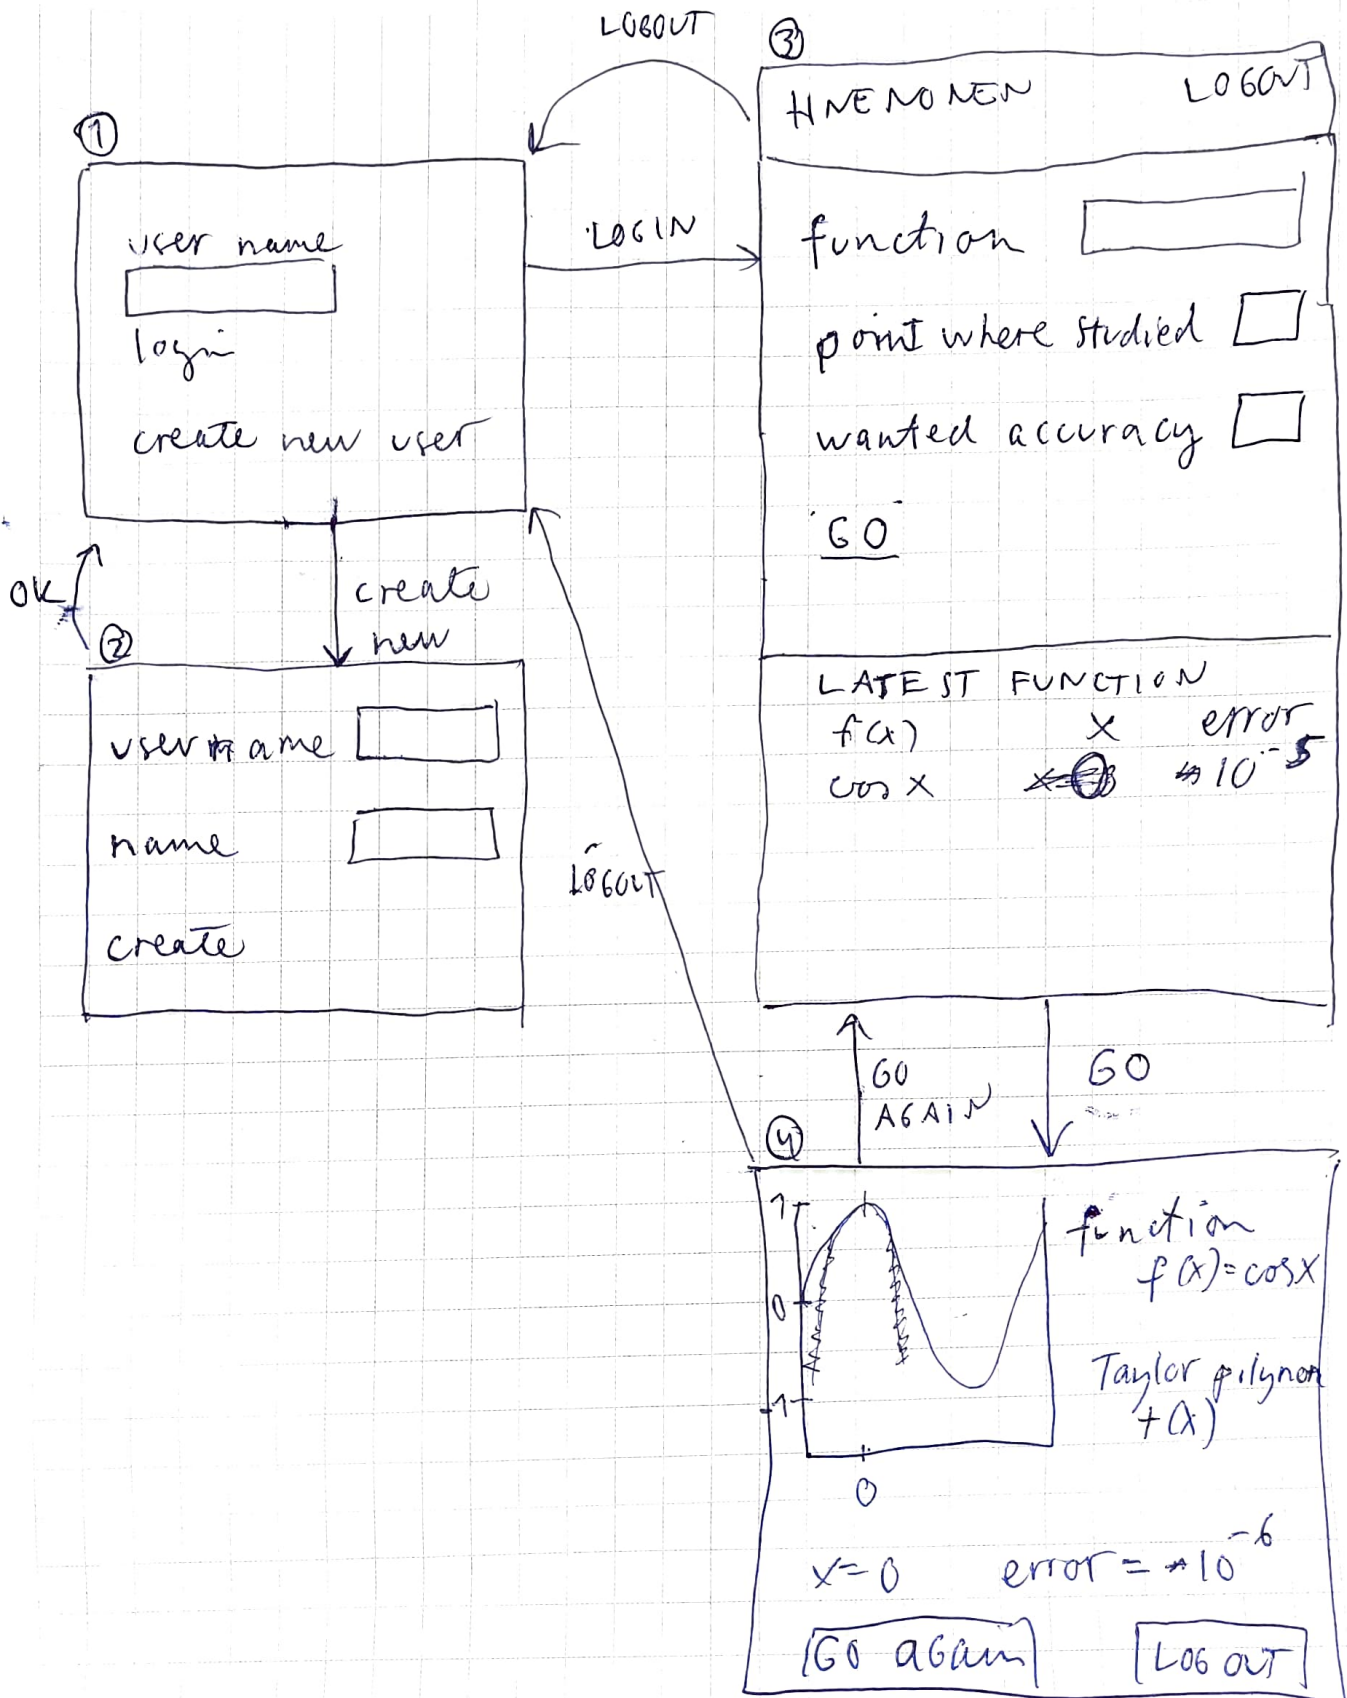 LOGOUT
①
user name
login
create new user
LOGIN
③
HNENONEN LOGOUT
function
point where studied
wanted accuracy
GO
LATEST FUNCTION
f(x) x error
cos x 0 10⁻⁵
OK
create
new
②
username
name
create
LOGOUT
GO
AGAIN
GO
④
1
0
-1
0
function
f(x)=cosx
Taylor polynom
t(x)
x=0 error = 10⁻⁶
GO aGain LOG OUT